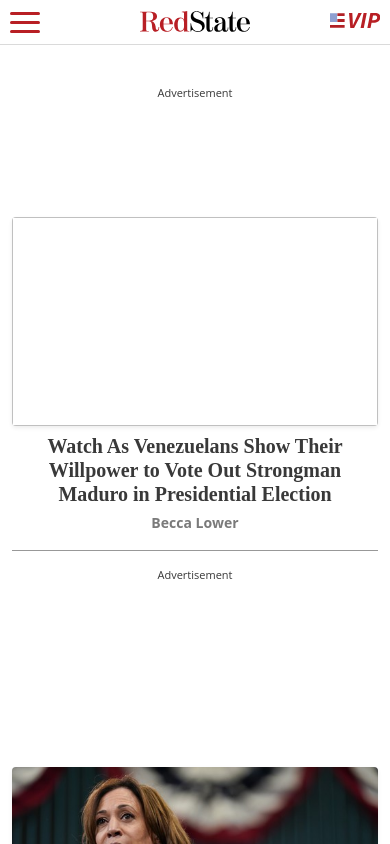 RedState
VIP
Advertisement
Watch As Venezuelans Show Their
Willpower to Vote Out Strongman
Maduro in Presidential Election
Becca Lower
Advertisement